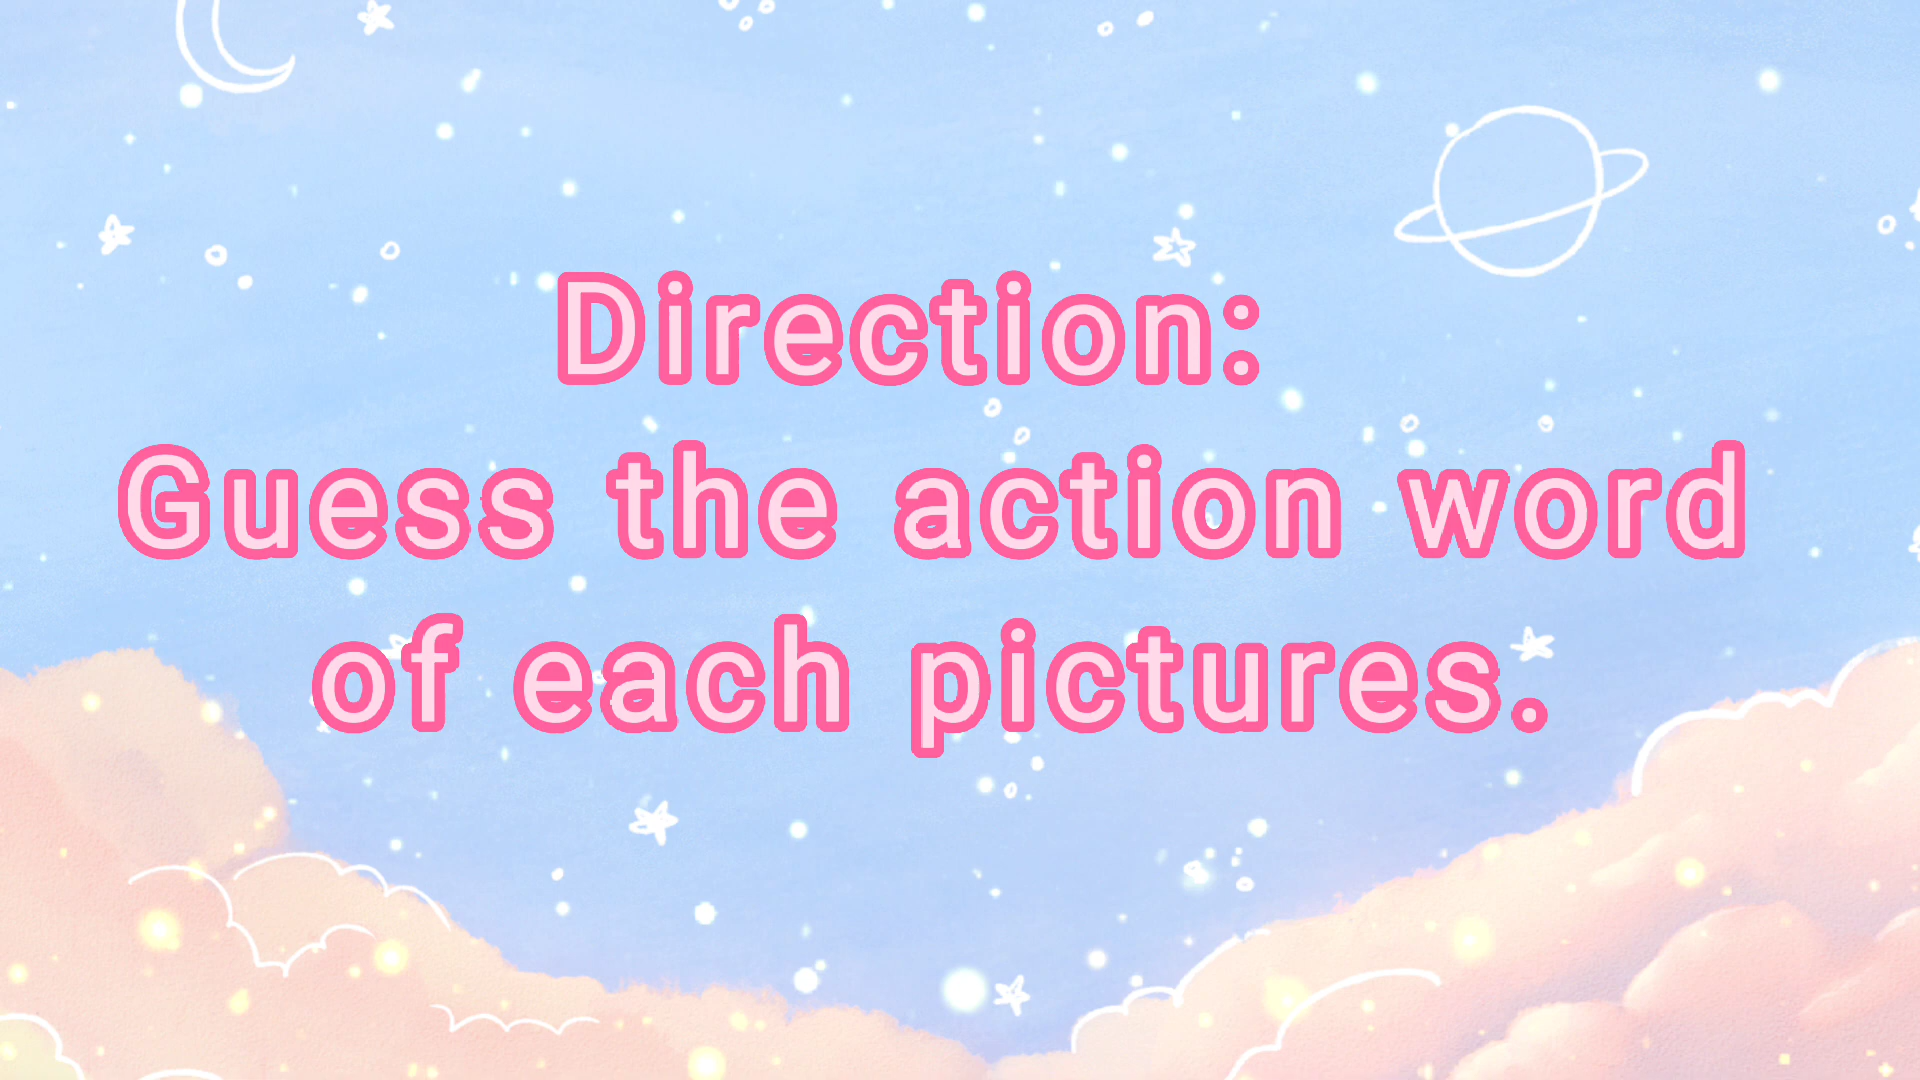 Direction:
Guess the action word
of each pictures.